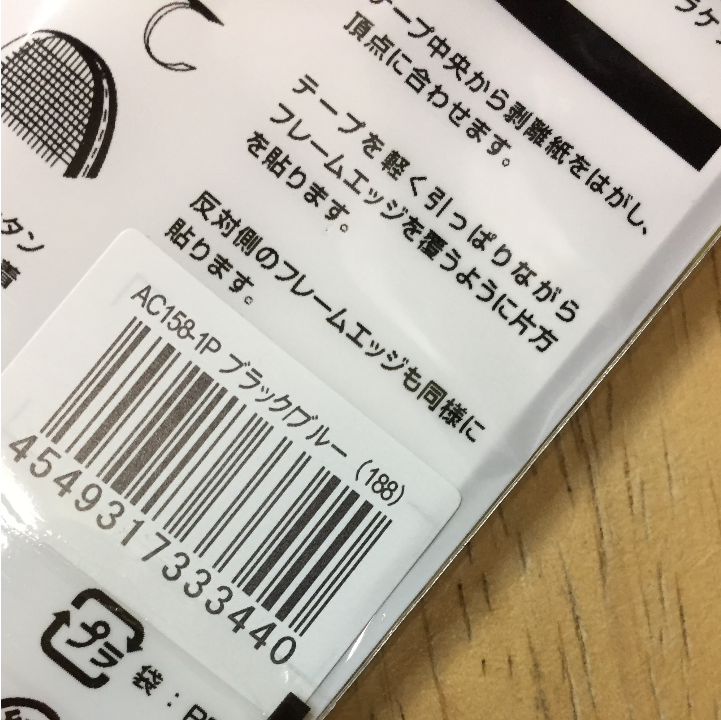 ラケッ
テープ中央から剥離紙をはがし、
頂点に合わせます。
テープを軽く引っぱりながら
フレームエッジを覆うように片方
を貼ります。
反対側のフレームエッジも同様に
貼ります。
タン
着
AC158-1P ブラック/ブルー (188)
4549317333440
プラ
袋：P